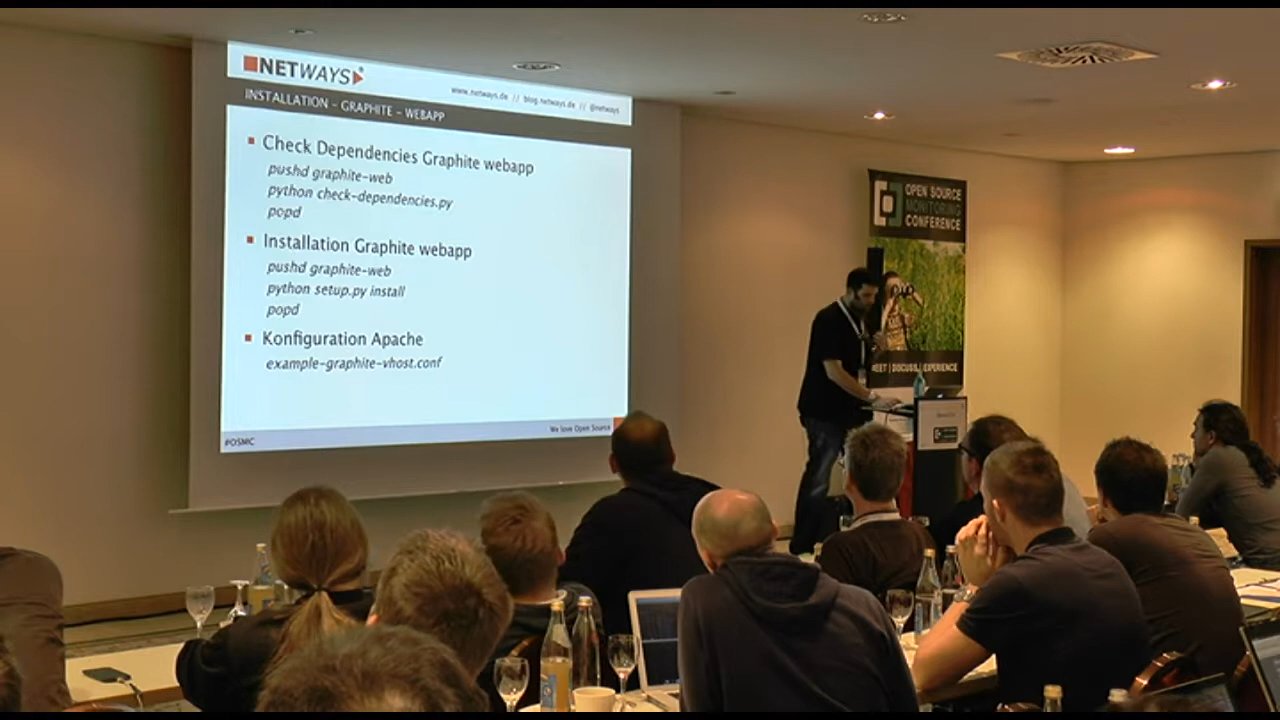 NETWAYS
www.netways.de // blog.netways.de // @netways
INSTALLATION - GRAPHITE - WEBAPP
Check Dependencies Graphite webapp
pushd graphite-web
python check-dependencies.py
popd
Installation Graphite webapp
pushd graphite-web
python setup.py install
popd
Konfiguration Apache
example-graphite-vhost.conf
#OSMC
We love Open Source
OPEN SOURCE
MONITORING
CONFERENCE
MEET | DISCUSS | EXPERIENCE